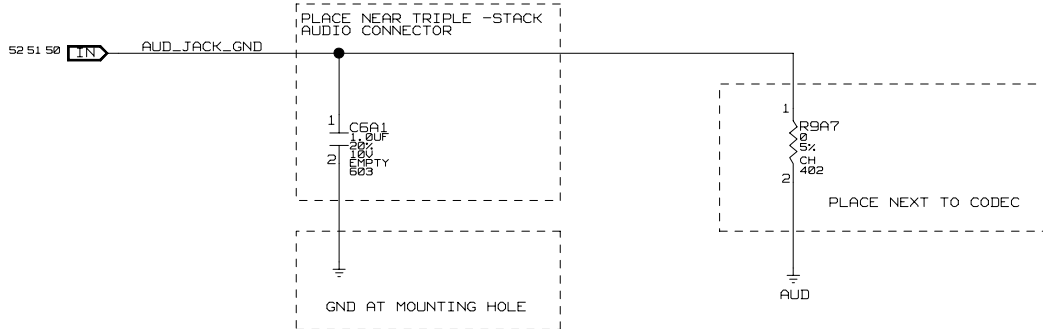 PLACE NEAR TRIPLE -STACK
AUDIO CONNECTOR
52 51 50 IN AUD_JACK_GND
1
C6A1
1.0UF
20%
10V
EMPTY
603
2
1
R9A7
0
5%
CH
402
2
PLACE NEXT TO CODEC
GND AT MOUNTING HOLE
AUD